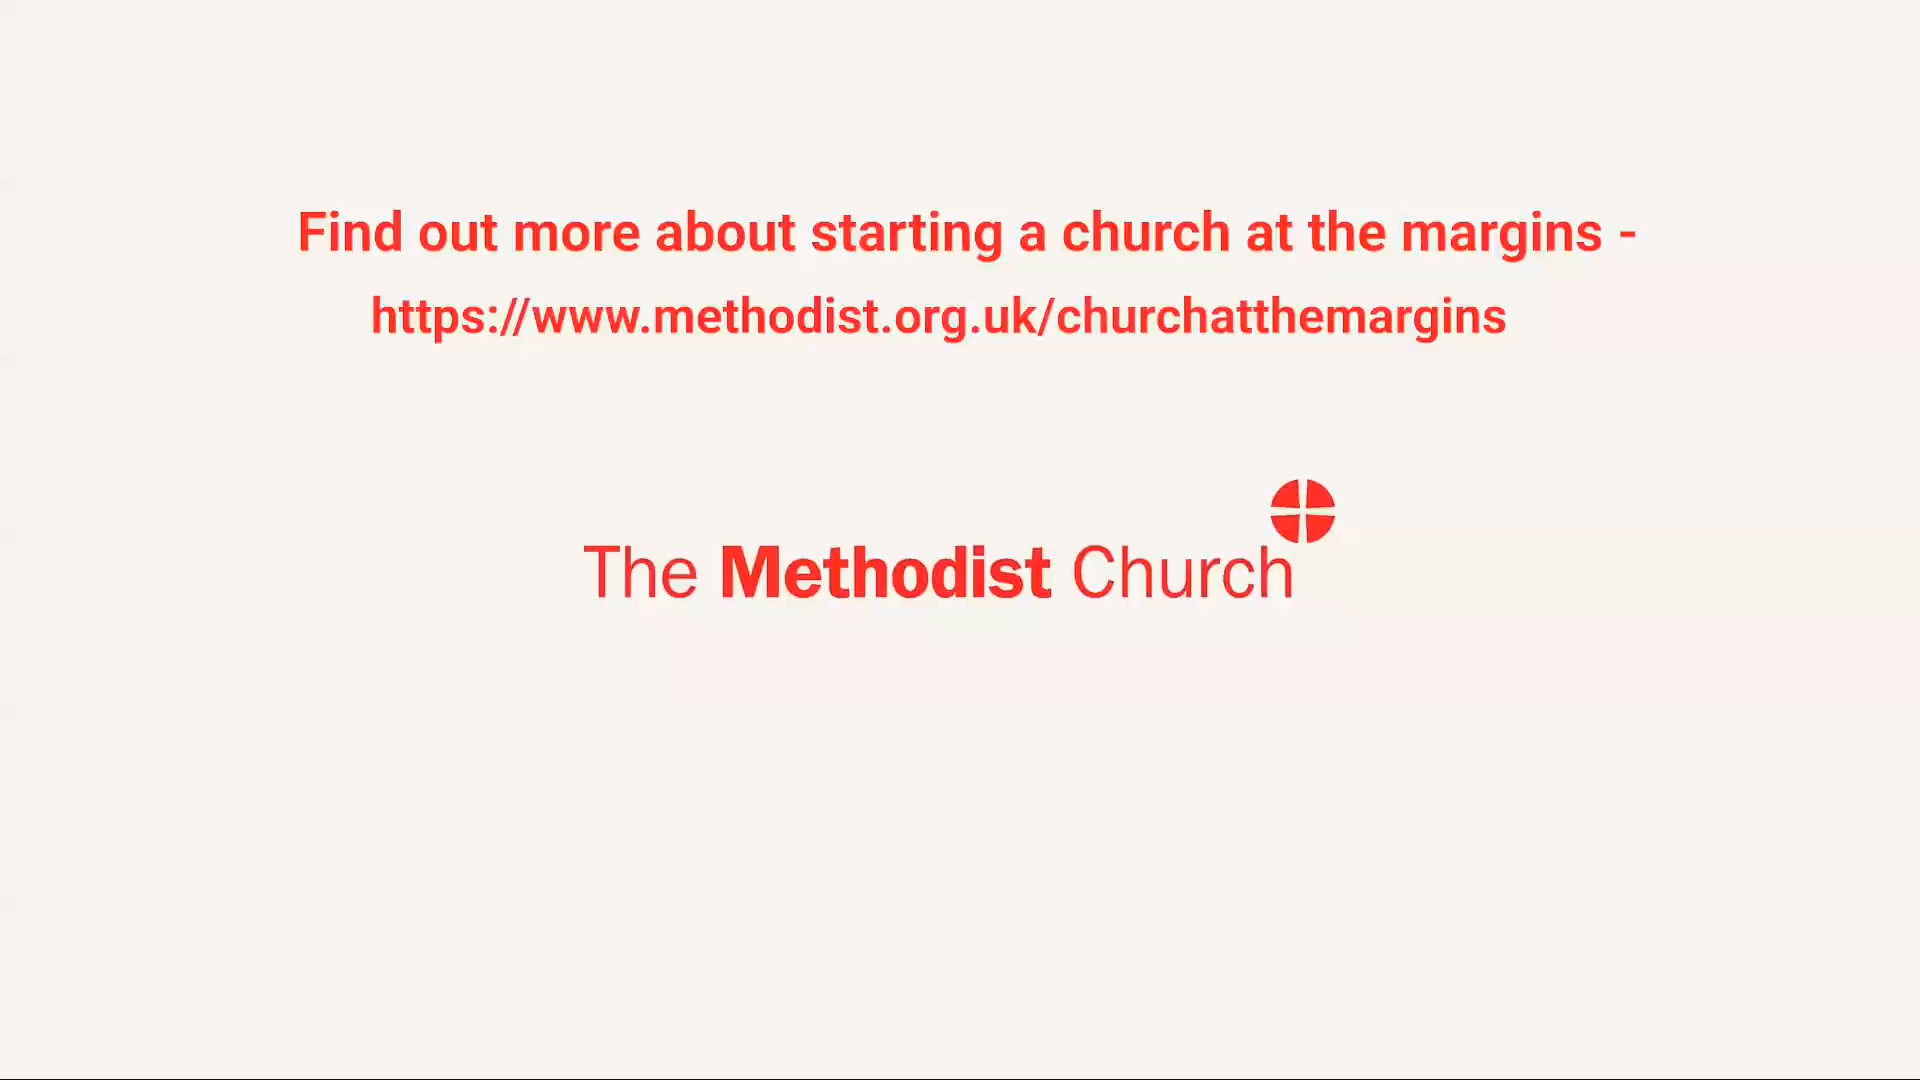 Find out more about starting a church at the margins -
https://www.methodist.org.uk/churchatthemargins
The Methodist Church